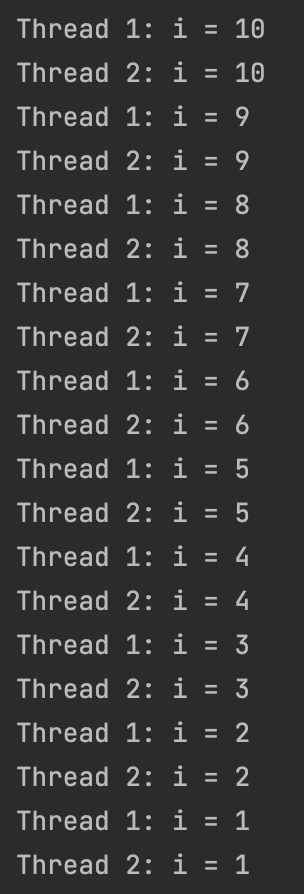 Thread 1: i = 10
Thread 2: i = 10
Thread 1: i = 9
Thread 2: i = 9
Thread 1: i = 8
Thread 2: i = 8
Thread 1: i = 7
Thread 2: i = 7
Thread 1: i = 6
Thread 2: i = 6
Thread 1: i = 5
Thread 2: i = 5
Thread 1: i = 4
Thread 2: i = 4
Thread 1: i = 3
Thread 2: i = 3
Thread 1: i = 2
Thread 2: i = 2
Thread 1: i = 1
Thread 2: i = 1